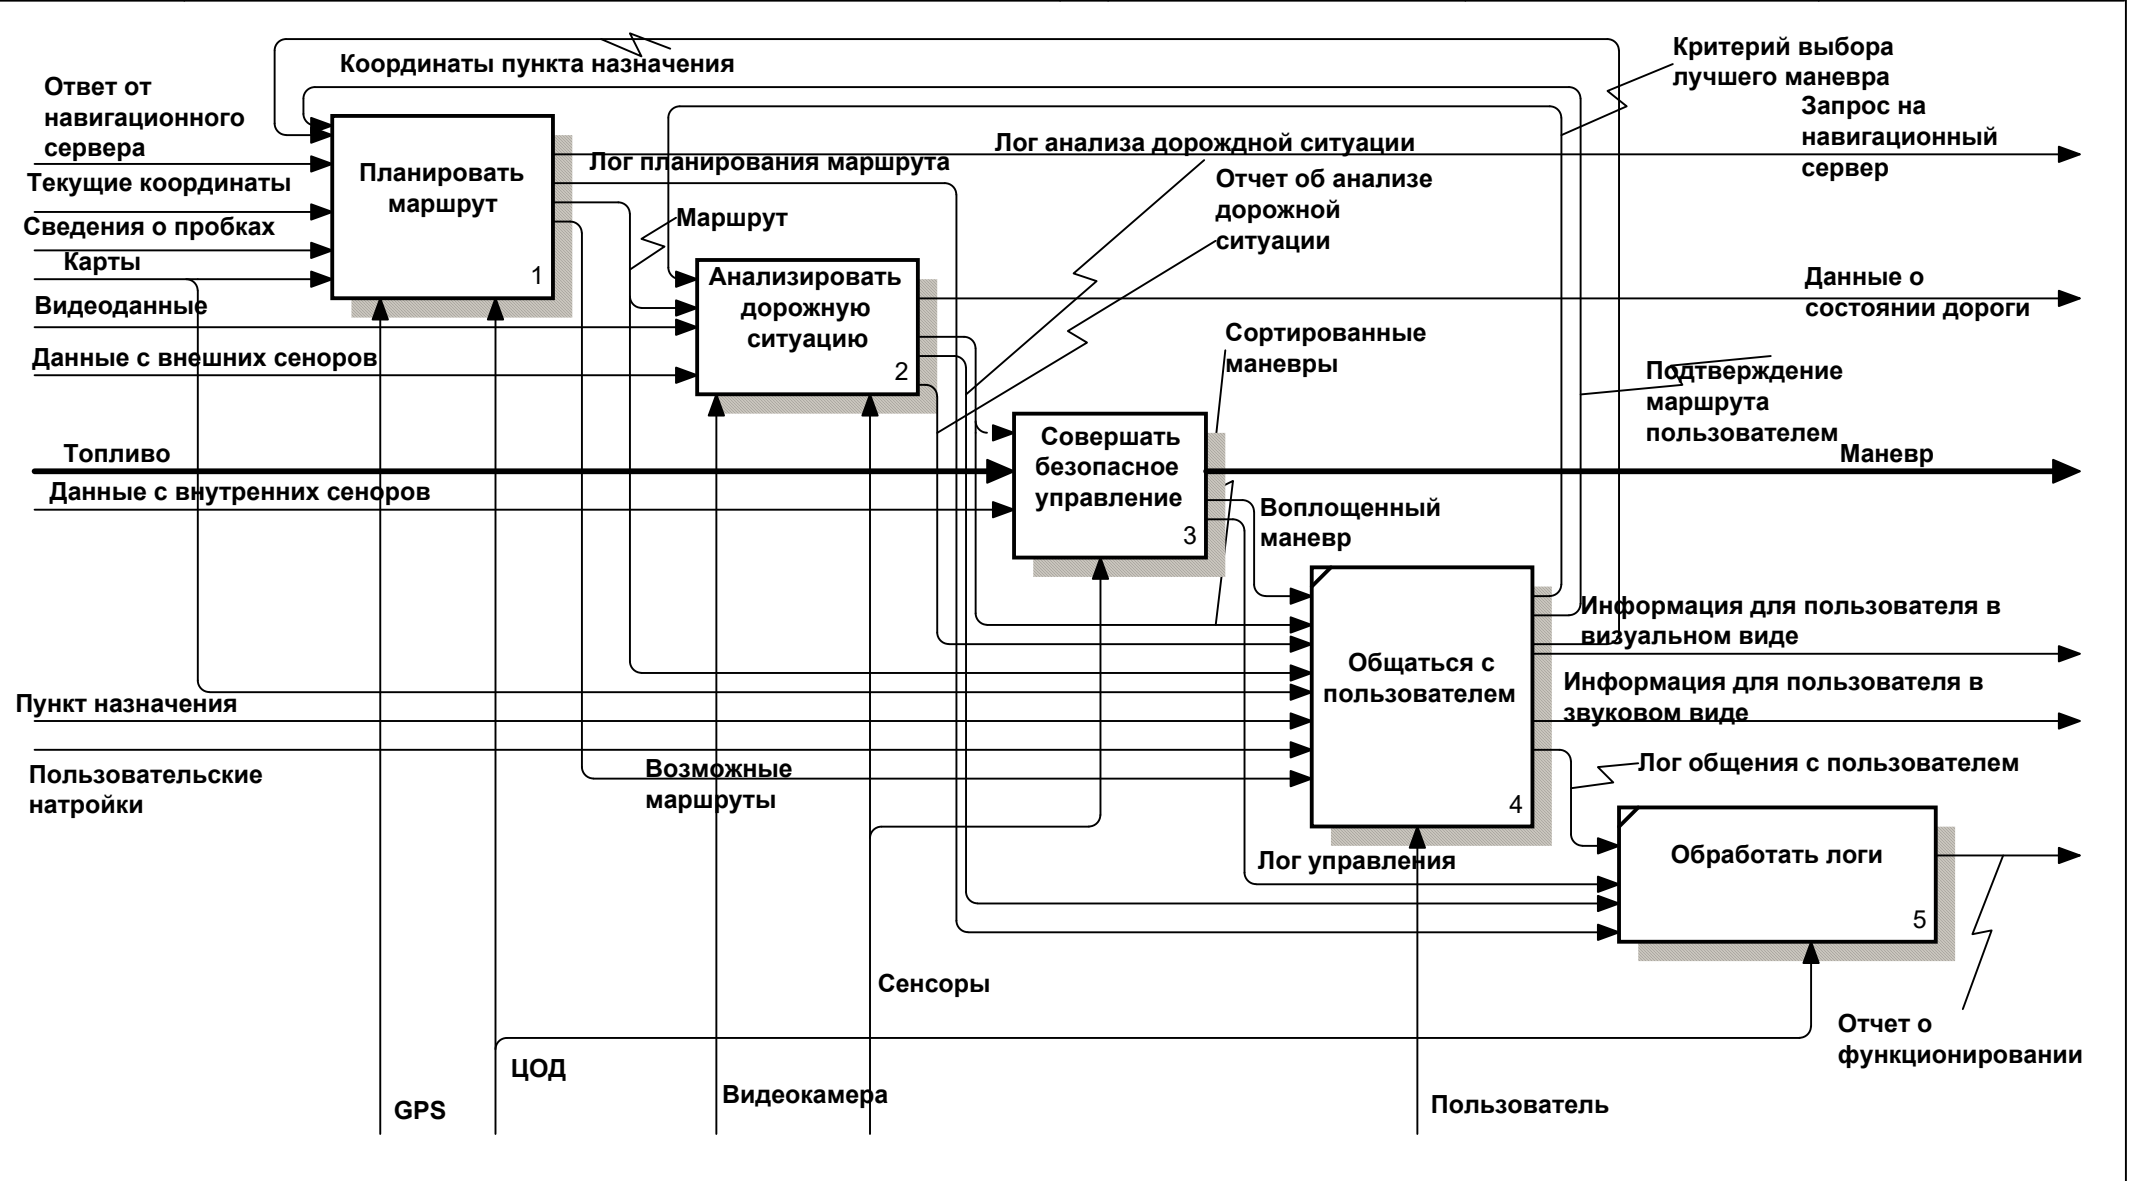 Координаты пункта назначения
Критерий выбора
лучшего маневра
Ответ от
навигационного
сервера
Запрос на
навигационный
сервер
Лог анализа дорождной ситуации
Лог планирования маршрута
Планировать
маршрут
1
Текущие координаты
Отчет об анализе
дорожной
ситуации
Сведения о пробках
Маршрут
Карты
Видеоданные
Анализировать
дорожную
ситуацию
2
Данные о
состоянии дороги
Данные с внешних сеноров
Сортированные
маневры
Подтверждение
маршрута
пользователем
Топливо
Совершать
безопасное
управление
3
Маневр
Данные с внутренних сеноров
Воплощенный
маневр
Информация для пользователя в
визуальном виде
Общаться с
пользователем
4
Информация для пользователя в
звуковом виде
Пункт назначения
Пользовательские
натройки
Возможные
маршруты
Лог общения с пользователем
Лог управления
Обработать логи
5
Сенсоры
Отчет о
функционировании
ЦОД
GPS
Видеокамера
Пользователь